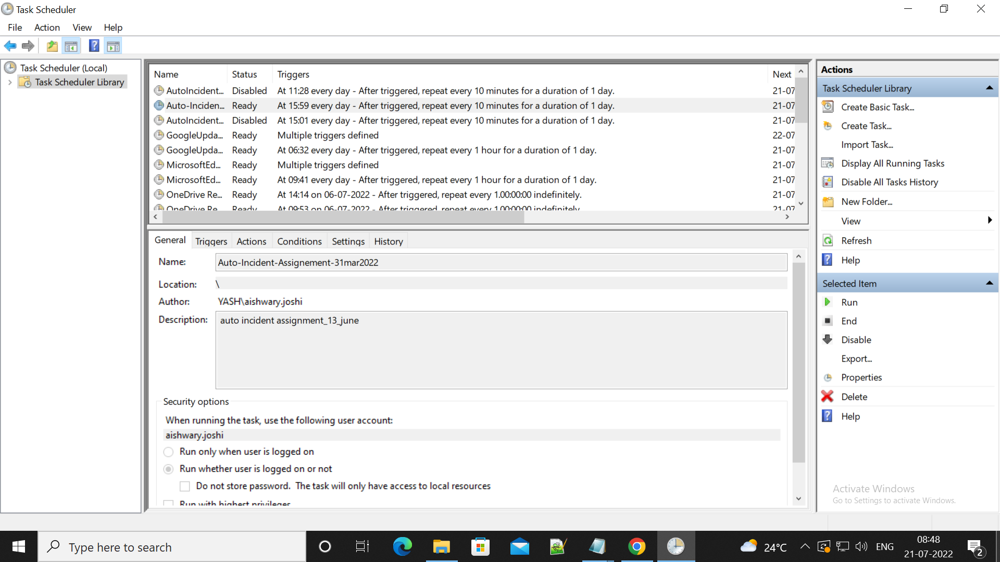 Task Scheduler
File Action View Help
Task Scheduler (Local)
Task Scheduler Library
Name Status Triggers Next
AutoIncident... Disabled At 11:28 every day - After triggered, repeat every 10 minutes for a duration of 1 day. 21-07
Auto-Inciden... Ready At 15:59 every day - After triggered, repeat every 10 minutes for a duration of 1 day. 21-07
AutoIncident... Disabled At 15:01 every day - After triggered, repeat every 10 minutes for a duration of 1 day. 21-07
GoogleUpda... Ready Multiple triggers defined 22-07
GoogleUpda... Ready At 06:32 every day - After triggered, repeat every 1 hour for a duration of 1 day. 21-07
MicrosoftEd... Ready Multiple triggers defined 21-07
MicrosoftEd... Ready At 09:41 every day - After triggered, repeat every 1 hour for a duration of 1 day. 21-07
OneDrive Re... Ready At 14:14 on 06-07-2022 - After triggered, repeat every 1.00:00:00 indefinitely. 21-07
OneDrive Re... Ready At 09:53 on 06-07-2022 - After triggered, repeat every 1.00:00:00 indefinitely. 21-07
General Triggers Actions Conditions Settings History
Name: Auto-Incident-Assignement-31mar2022
Location: \
Author: YASH\aishwary.joshi
Description: auto incident assignment_13_june
Security options
When running the task, use the following user account:
aishwary.joshi
Run only when user is logged on
Run whether user is logged on or not
Do not store password. The task will only have access to local resources
Run with highest privileges
Actions
Task Scheduler Library
Create Basic Task...
Create Task...
Import Task...
Display All Running Tasks
Disable All Tasks History
New Folder...
View
Refresh
Help
Selected Item
Run
End
Disable
Export...
Properties
Delete
Help
Activate Windows
Go to Settings to activate Windows.
Type here to search
24°C
ENG
08:48
21-07-2022
2